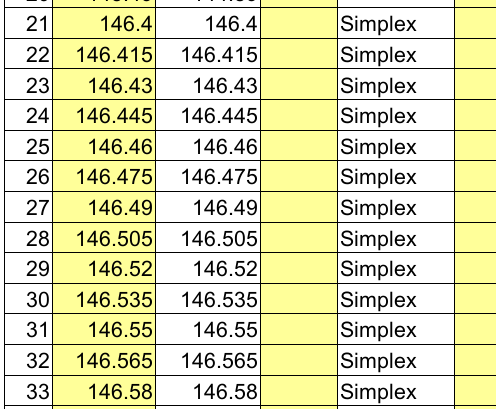 21 146.4 146.4 Simplex
22 146.415 146.415 Simplex
23 146.43 146.43 Simplex
24 146.445 146.445 Simplex
25 146.46 146.46 Simplex
26 146.475 146.475 Simplex
27 146.49 146.49 Simplex
28 146.505 146.505 Simplex
29 146.52 146.52 Simplex
30 146.535 146.535 Simplex
31 146.55 146.55 Simplex
32 146.565 146.565 Simplex
33 146.58 146.58 Simplex